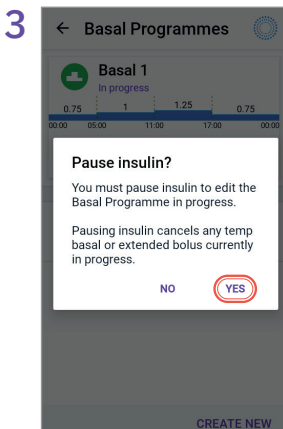 3
← Basal Programmes
Basal 1
In progress
0.75 1 1.25 0.75
00:00 05:00 11:00 17:00 00:00
Pause insulin?
You must pause insulin to edit the
Basal Programme in progress.
Pausing insulin cancels any temp
basal or extended bolus currently
in progress.
NO YES
CREATE NEW